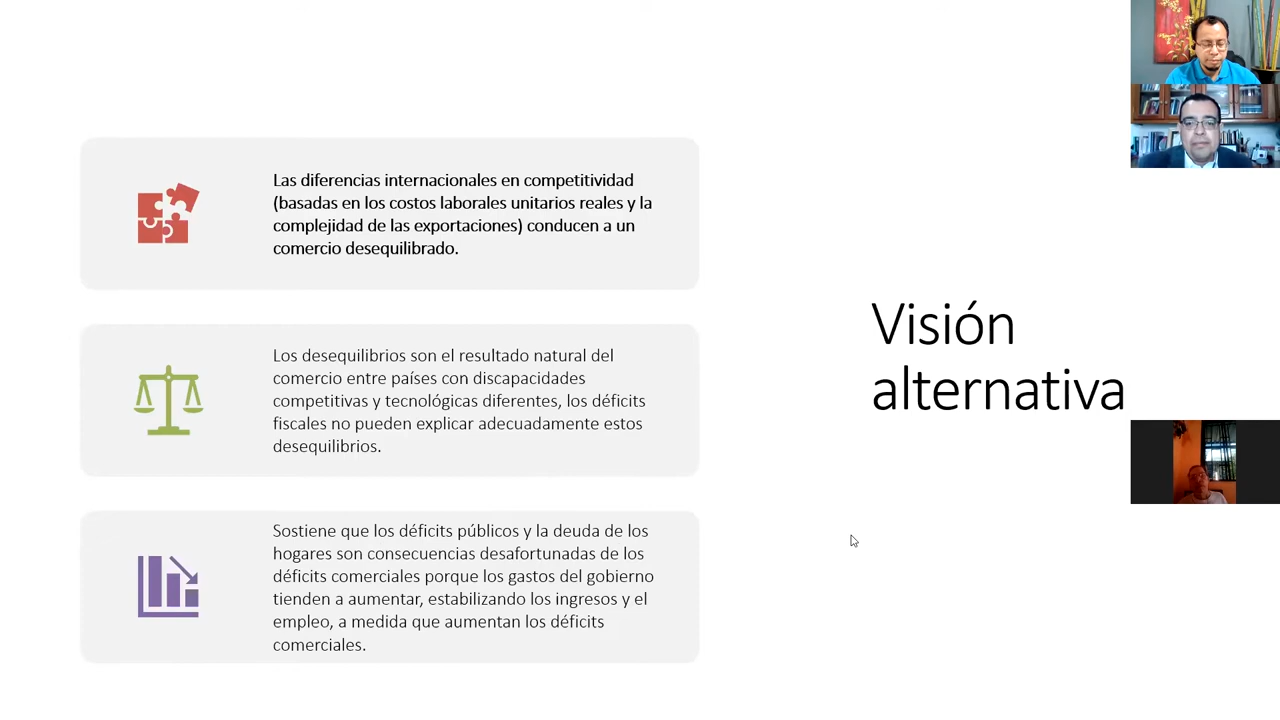 Las diferencias internacionales en competitividad
(basadas en los costos laborales unitarios reales y la
complejidad de las exportaciones) conducen a un
comercio desequilibrado.
Los desequilibrios son el resultado natural del
comercio entre países con discapacidades
competitivas y tecnológicas diferentes, los déficits
fiscales no pueden explicar adecuadamente estos
desequilibrios.
Sostiene que los déficits públicos y la deuda de los
hogares son consecuencias desafortunadas de los
déficits comerciales porque los gastos del gobierno
tienden a aumentar, estabilizando los ingresos y el
empleo, a medida que aumentan los déficits
comerciales.
Visión
alternativa